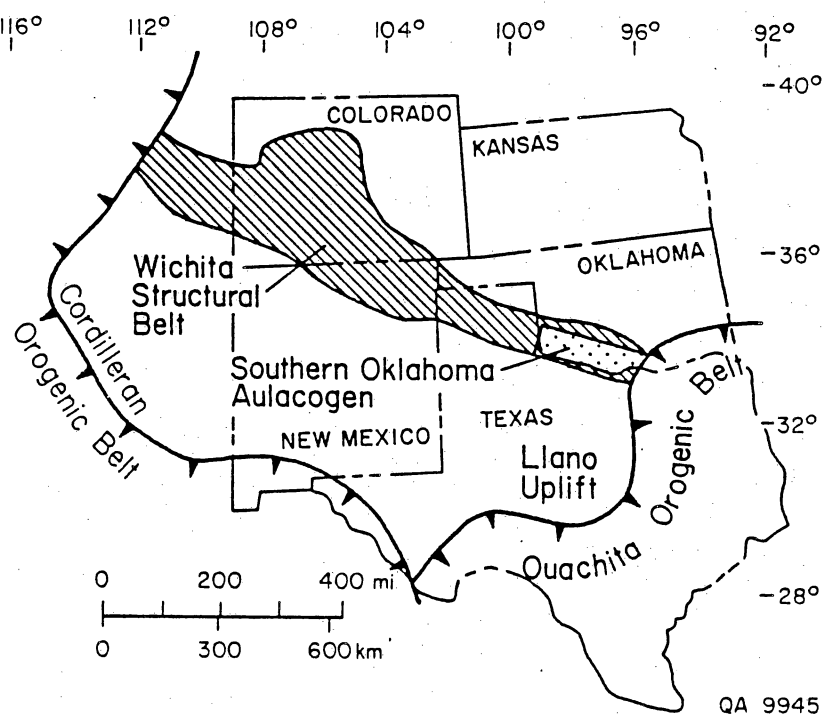 116° 112° 108° 104° 100° 96° 92°
40°
COLORADO
KANSAS
36°
OKLAHOMA
Wichita
Structural
Belt
Cordilleran
Orogenic Belt
Southern Oklahoma
Aulacogen
TEXAS
NEW MEXICO
32°
Llano
Uplift
Ouachita Orogenic Belt
28°
0 200 400 mi
0 300 600 km
QA 9945